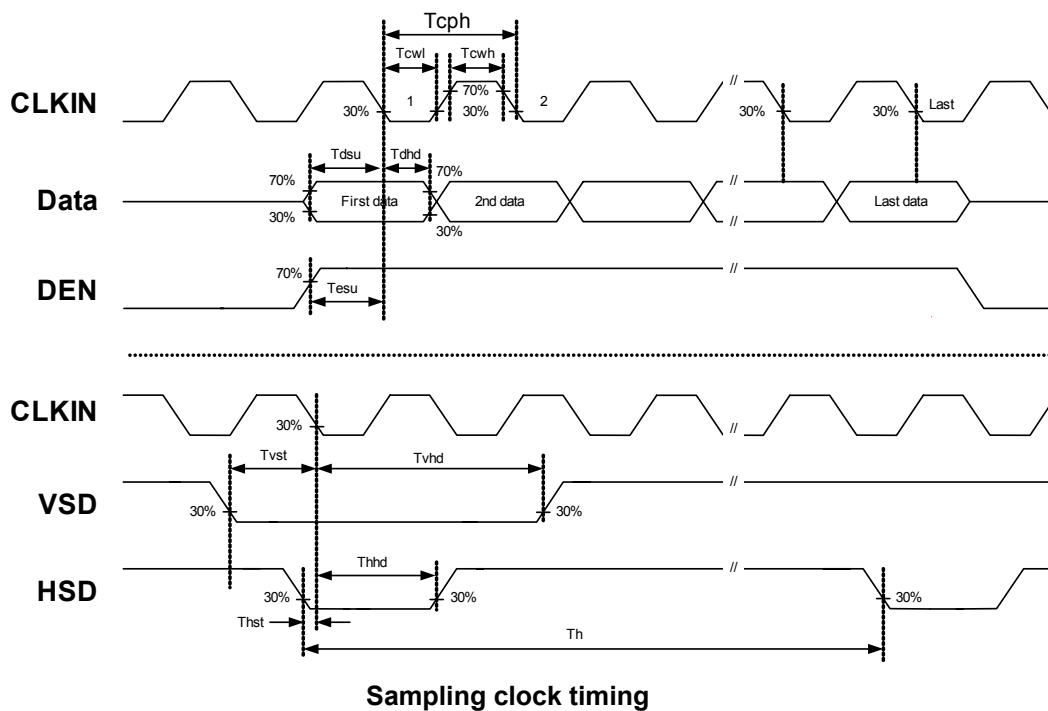 Tcph
Tcwl Tcwh
CLKIN 30% 1 70% 30% 2 // 30% 30% Last
Tdsu Tdhd
Data 70% 30% First data 70% 30% 2nd data // // Last data
DEN 70% Tesu //
CLKIN 30% //
Tvst Tvhd
VSD 30% 30% //
Thhd
HSD 30% 30% // 30%
Thst
Th
Sampling clock timing